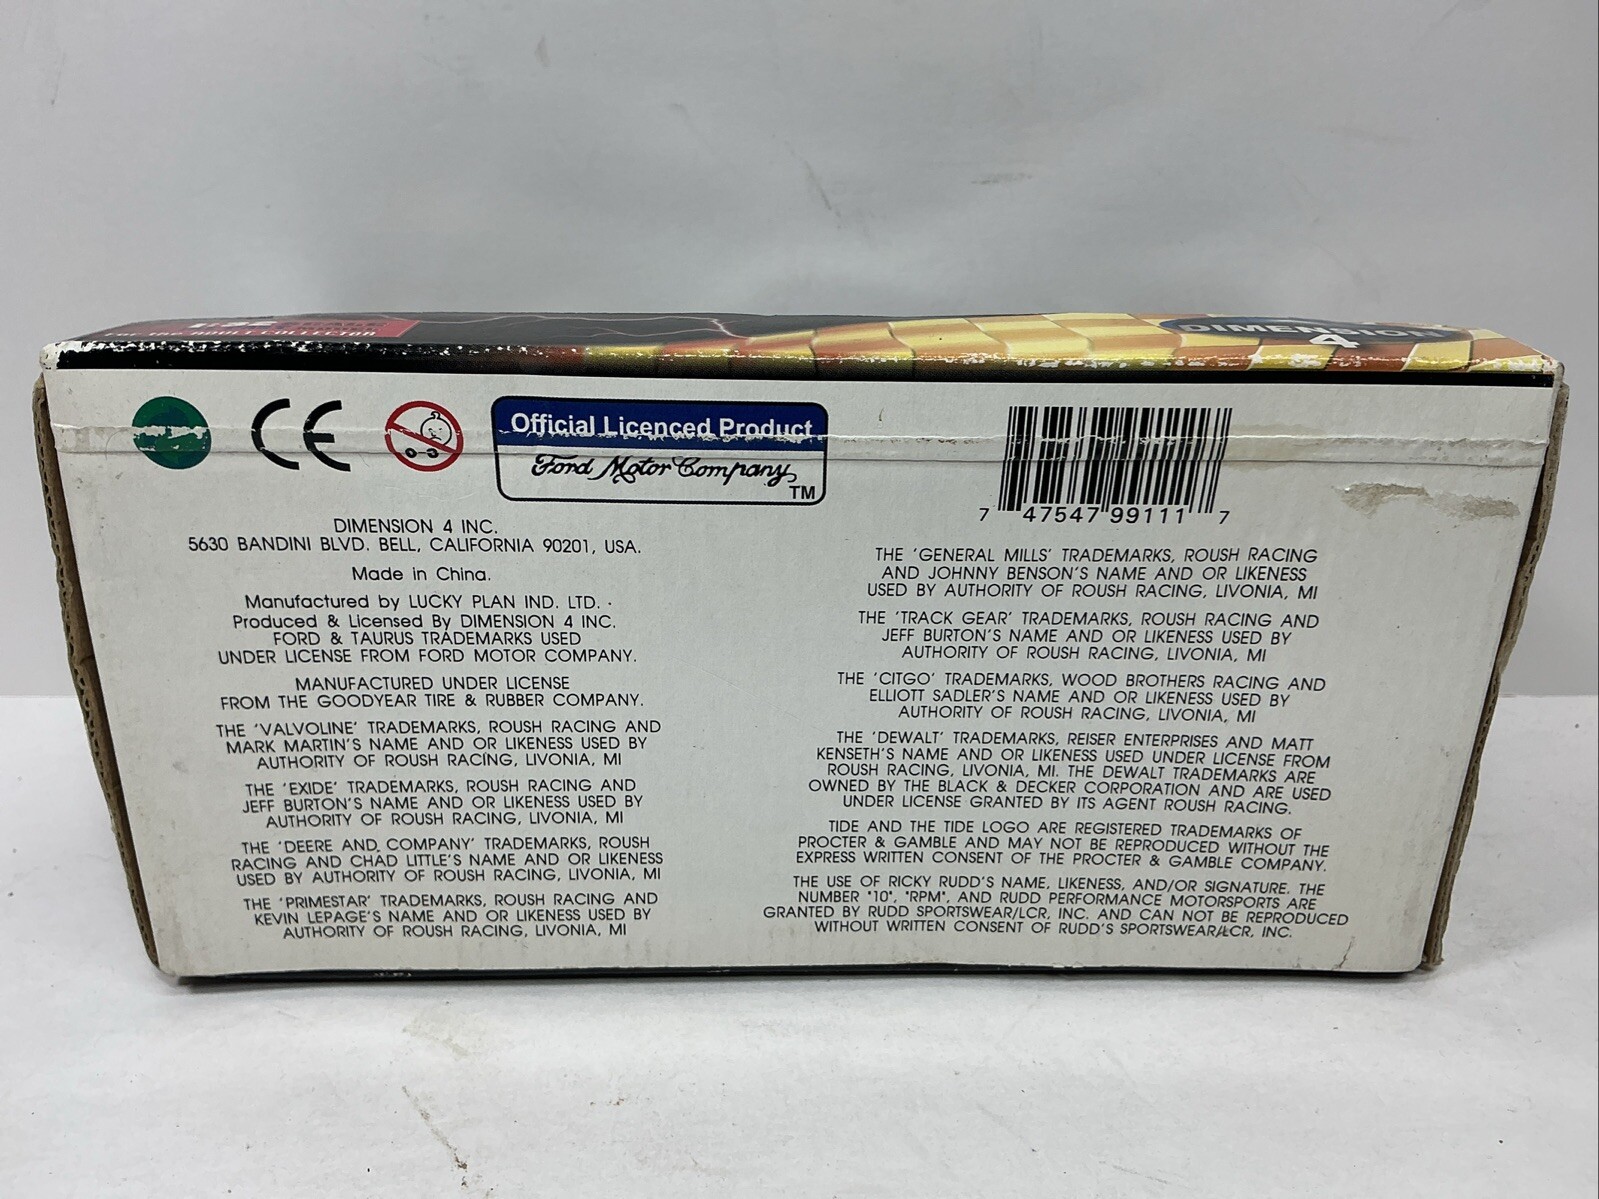 For the ADULT COLLECTOR
DIMENSION
4
CE
Official Licenced Product
Ford Motor Company
TM
7 47547 99111 7
DIMENSION 4 INC.
5630 BANDINI BLVD. BELL, CALIFORNIA 90201, USA.
Made in China.
Manufactured by LUCKY PLAN IND. LTD.
Produced & Licensed By DIMENSION 4 INC.
FORD & TAURUS TRADEMARKS USED
UNDER LICENSE FROM FORD MOTOR COMPANY.
MANUFACTURED UNDER LICENSE
FROM THE GOODYEAR TIRE & RUBBER COMPANY.
THE 'VALVOLINE' TRADEMARKS, ROUSH RACING AND
MARK MARTIN'S NAME AND OR LIKENESS USED BY
AUTHORITY OF ROUSH RACING, LIVONIA, MI
THE 'EXIDE' TRADEMARKS, ROUSH RACING AND
JEFF BURTON'S NAME AND OR LIKENESS USED BY
AUTHORITY OF ROUSH RACING, LIVONIA, MI
THE 'DEERE AND COMPANY' TRADEMARKS, ROUSH
RACING AND CHAD LITTLE'S NAME AND OR LIKENESS
USED BY AUTHORITY OF ROUSH RACING, LIVONIA, MI
THE 'PRIMESTAR' TRADEMARKS, ROUSH RACING AND
KEVIN LEPAGE'S NAME AND OR LIKENESS USED BY
AUTHORITY OF ROUSH RACING, LIVONIA, MI
THE 'GENERAL MILLS' TRADEMARKS, ROUSH RACING
AND JOHNNY BENSON'S NAME AND OR LIKENESS
USED BY AUTHORITY OF ROUSH RACING, LIVONIA, MI
THE 'TRACK GEAR' TRADEMARKS, ROUSH RACING AND
JEFF BURTON'S NAME AND OR LIKENESS USED BY
AUTHORITY OF ROUSH RACING, LIVONIA, MI
THE 'CITGO' TRADEMARKS, WOOD BROTHERS RACING AND
ELLIOTT SADLER'S NAME AND OR LIKENESS USED BY
AUTHORITY OF ROUSH RACING, LIVONIA, MI
THE 'DEWALT' TRADEMARKS, REISER ENTERPRISES AND MATT
KENSETH'S NAME AND OR LIKENESS USED UNDER LICENSE FROM
ROUSH RACING, LIVONIA, MI. THE DEWALT TRADEMARKS ARE
OWNED BY THE BLACK & DECKER CORPORATION AND ARE USED
UNDER LICENSE GRANTED BY ITS AGENT ROUSH RACING.
TIDE AND THE TIDE LOGO ARE REGISTERED TRADEMARKS OF
PROCTER & GAMBLE AND MAY NOT BE REPRODUCED WITHOUT THE
EXPRESS WRITTEN CONSENT OF THE PROCTER & GAMBLE COMPANY.
THE USE OF RICKY RUDD'S NAME, LIKENESS, AND/OR SIGNATURE. THE
NUMBER "10", "RPM", AND RUDD PERFORMANCE MOTORSPORTS ARE
GRANTED BY RUDD SPORTSWEAR/LCR, INC. AND CAN NOT BE REPRODUCED
WITHOUT WRITTEN CONSENT OF RUDD'S SPORTSWEAR/LCR, INC.